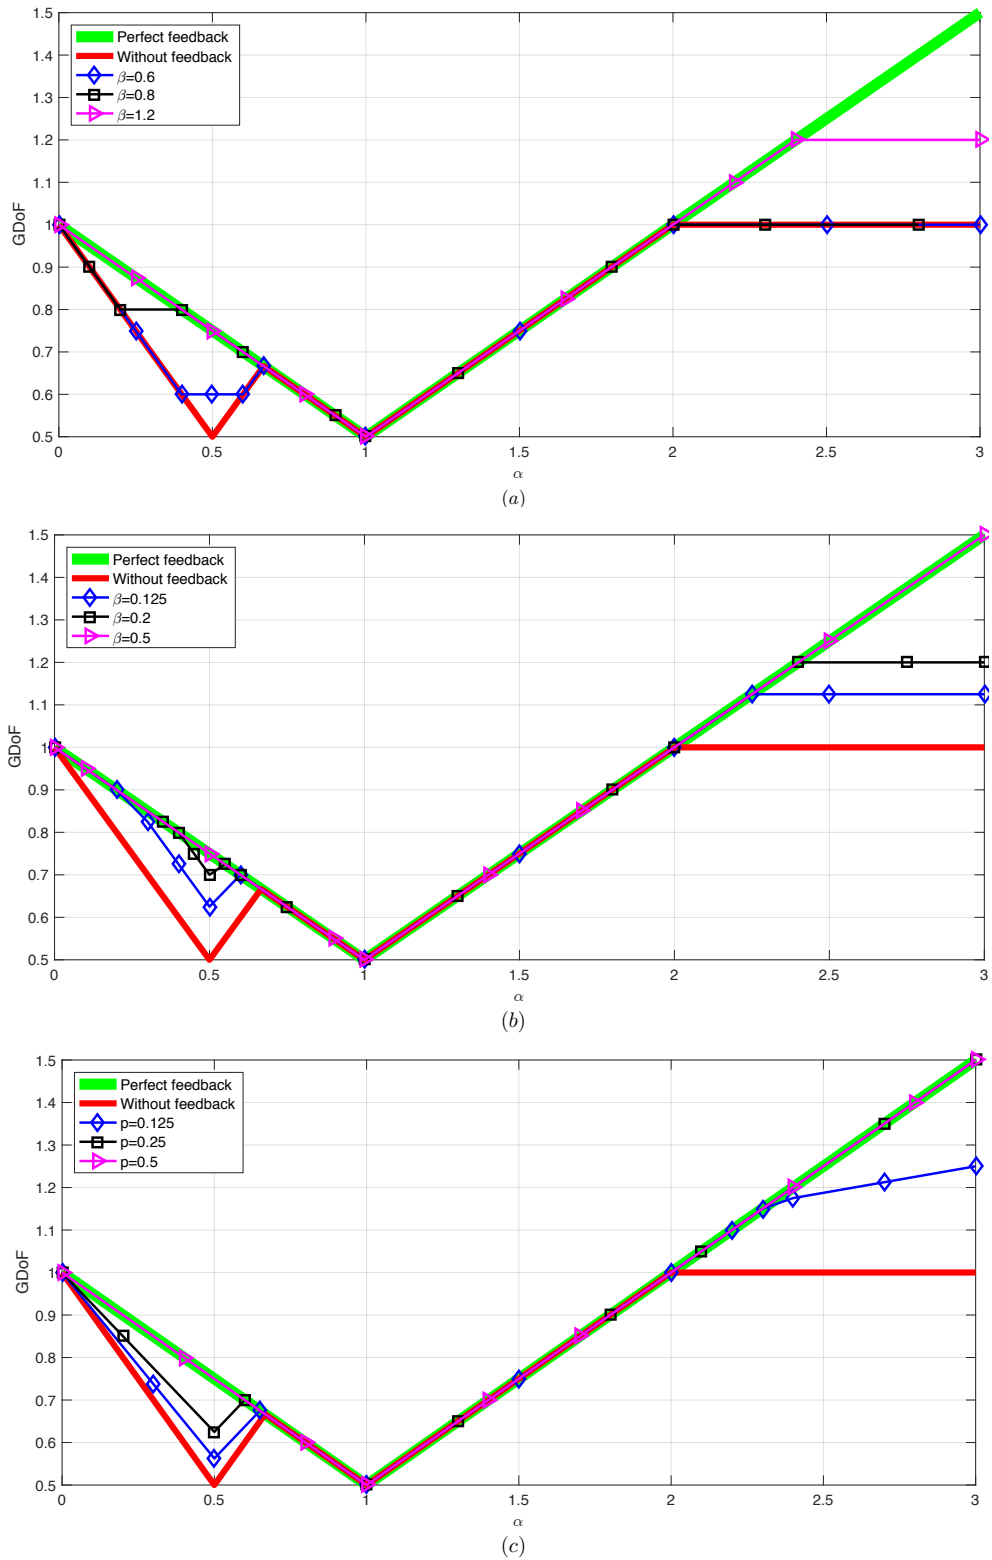 1.5
1.4
1.3
1.2
1.1
1
0.9
0.8
0.7
0.6
0.5
GDoF
Perfect feedback
Without feedback
β=0.6
β=0.8
β=1.2
0 0.5 1 1.5 2 2.5 3
α
(a)
1.5
1.4
1.3
1.2
1.1
1
0.9
0.8
0.7
0.6
0.5
GDoF
Perfect feedback
Without feedback
β=0.125
β=0.2
β=0.5
0 0.5 1 1.5 2 2.5 3
α
(b)
1.5
1.4
1.3
1.2
1.1
1
0.9
0.8
0.7
0.6
0.5
GDoF
Perfect feedback
Without feedback
p=0.125
p=0.25
p=0.5
0 0.5 1 1.5 2 2.5 3
α
(c)